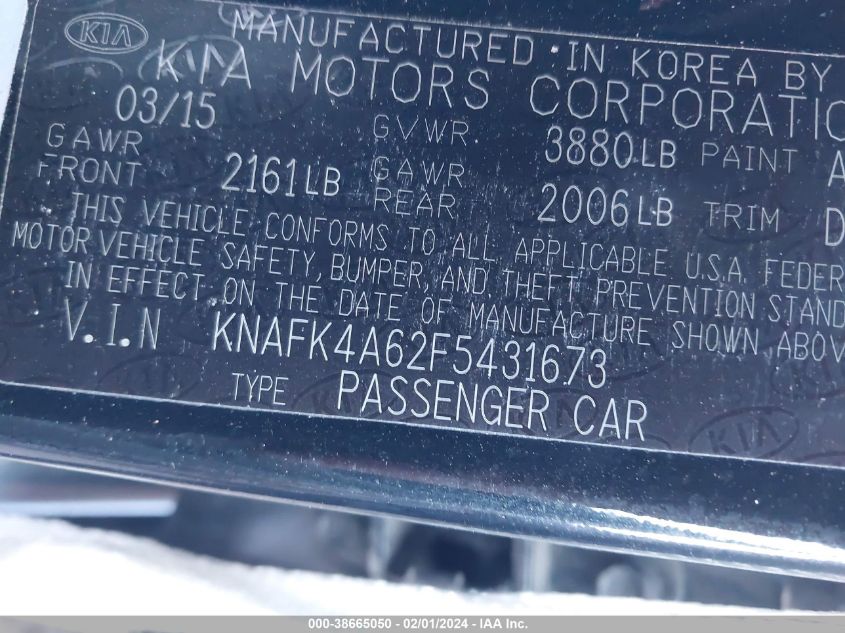 KIA
MANUFACTURED IN KOREA BY
KIA MOTORS CORPORATIO
03/15
GAWR FRONT 2161LB
GVWR 3880LB PAINT A
GAWR REAR 2006LB TRIM D
THIS VEHICLE CONFORMS TO ALL APPLICABLE U.S.A. FEDER
MOTOR VEHICLE SAFETY, BUMPER, AND THEFT PREVENTION STAND
IN EFFECT ON THE DATE OF MANUFACTURE SHOWN ABOV
V.I.N KNAFK4A62F5431673
TYPE PASSENGER CAR
KIA
000-38665050 - 02/01/2024 - IAA Inc.